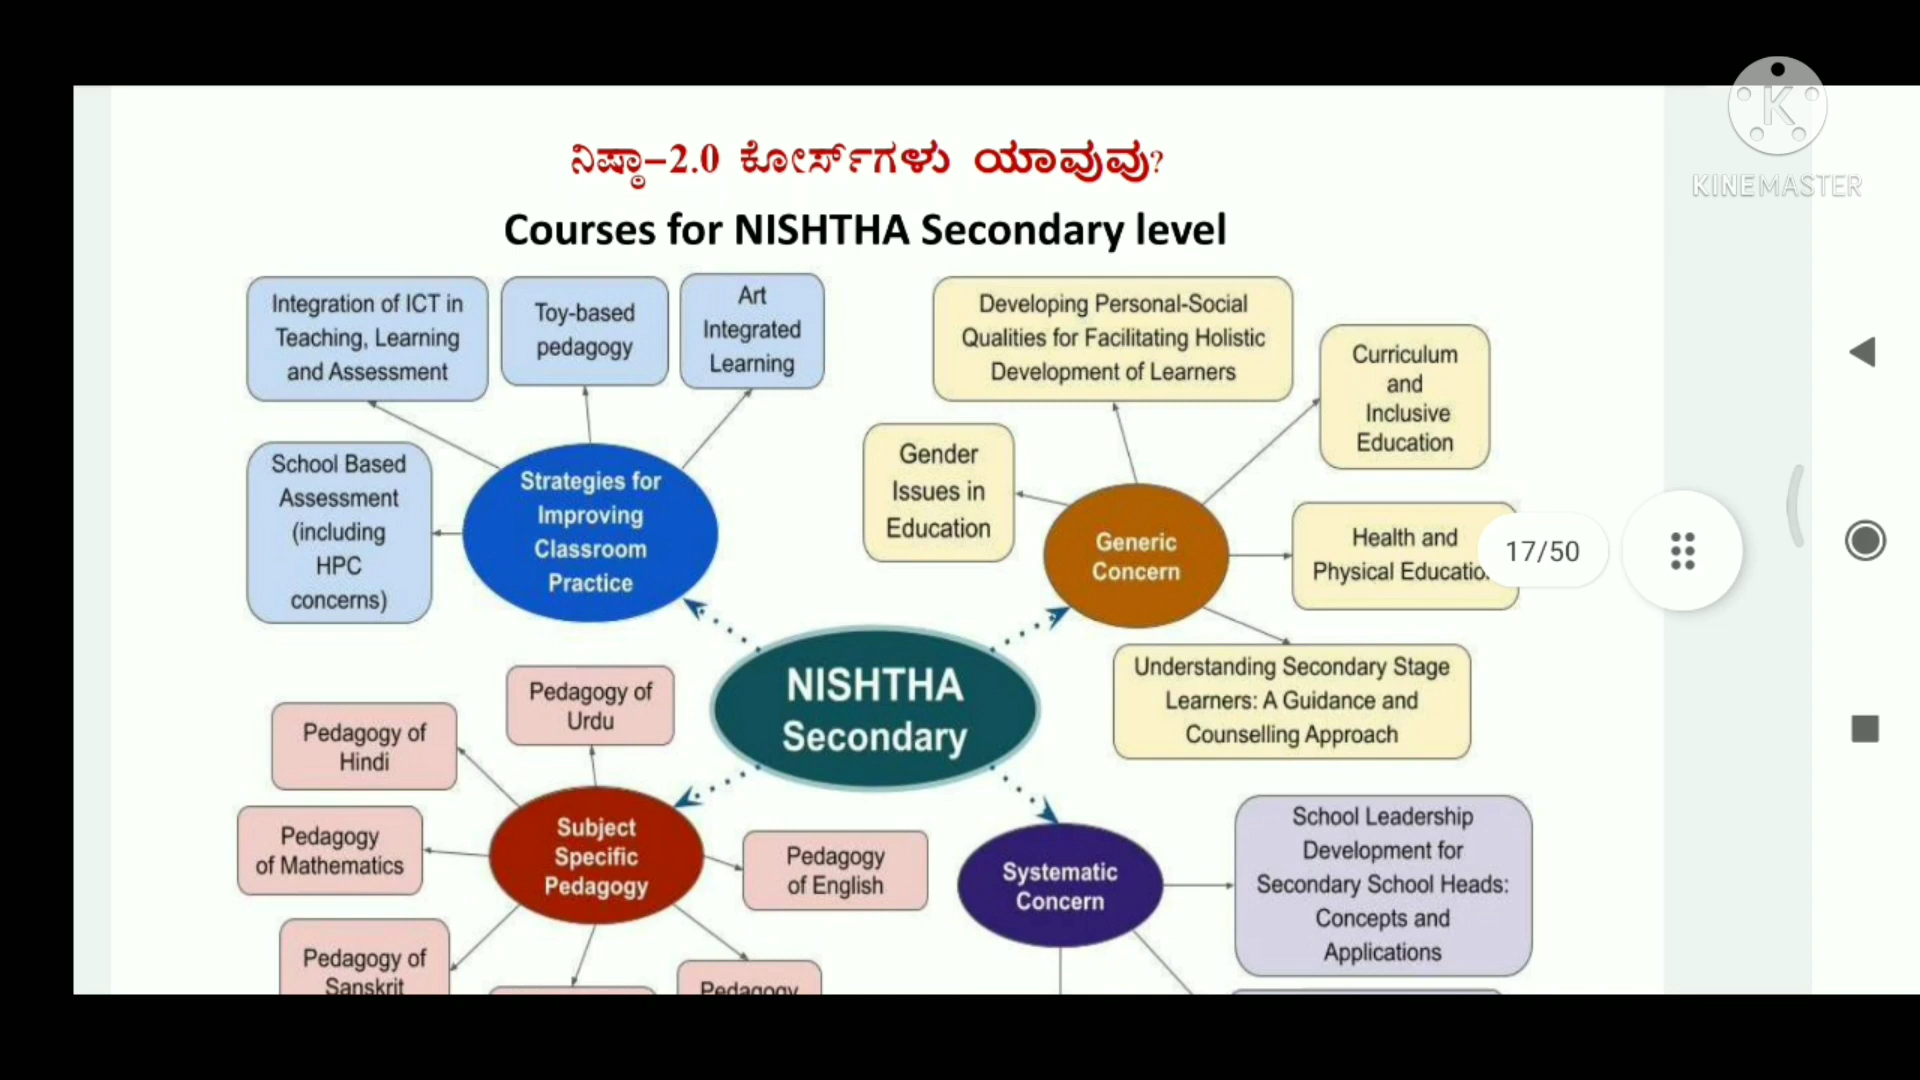 ನಿಷ್ಠಾ–2.0 ಕೋರ್ಸ್‌ಗಳು ಯಾವುವು?
Courses for NISHTHA Secondary level
Integration of ICT in
Teaching, Learning
and Assessment
Toy-based
pedagogy
Art
Integrated
Learning
School Based
Assessment
(including
HPC
concerns)
Strategies for
Improving
Classroom
Practice
Developing Personal-Social
Qualities for Facilitating Holistic
Development of Learners
Curriculum
and
Inclusive
Education
Gender
Issues in
Education
Generic
Concern
Health and
Physical Educatio
17/50
Understanding Secondary Stage
Learners: A Guidance and
Counselling Approach
NISHTHA
Secondary
Pedagogy of
Urdu
Pedagogy of
Hindi
Pedagogy
of Mathematics
Subject
Specific
Pedagogy
Pedagogy
of English
Pedagogy of
Sanskrit
Pedagogy
Systematic
Concern
School Leadership
Development for
Secondary School Heads:
Concepts and
Applications
K
KINEMASTER